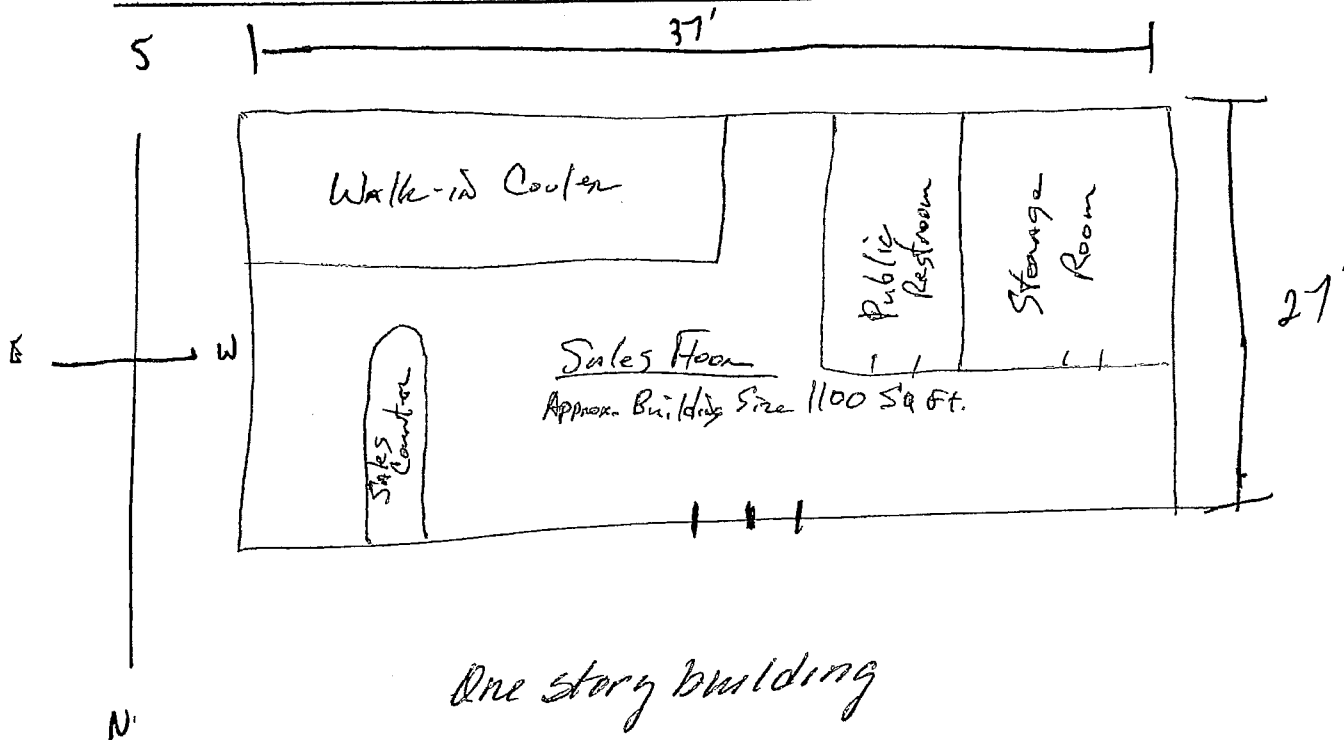 37'
S
Walk-in Cooler
Public
Restroom
Storage
Room
27'
E
W
Sales Floor
Approx. Building Size 1100 Sq Ft.
Sales
Counter
One story building
N